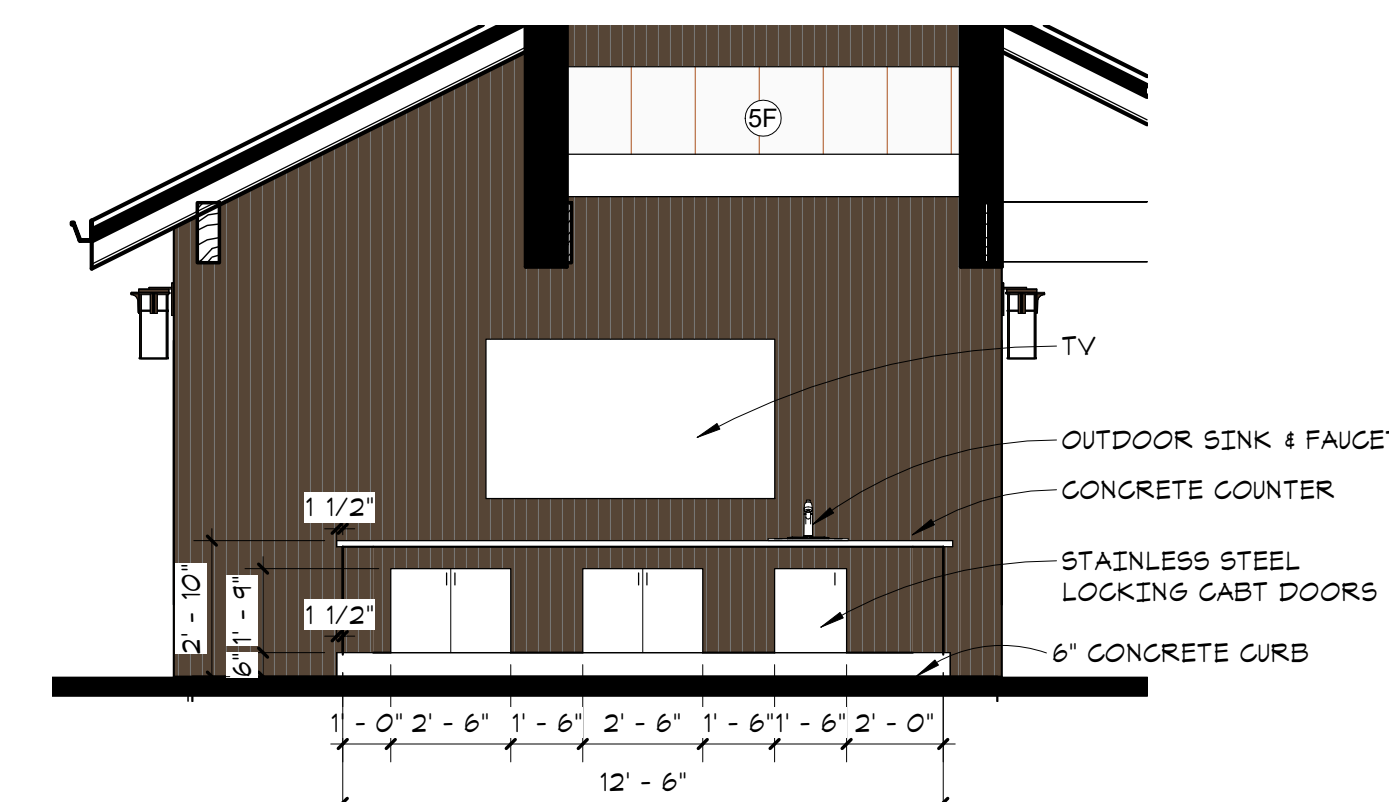 5F
TV
OUTDOOR SINK & FAUCET
CONCRETE COUNTER
1 1/2"
STAINLESS STEEL
LOCKING CABT DOORS
2' - 10"
1' - 9"
1 1/2"
6"
6" CONCRETE CURB
1' - 0" 2' - 6" 1' - 6" 2' - 6" 1' - 6" 1' - 6" 2' - 0"
12' - 6"